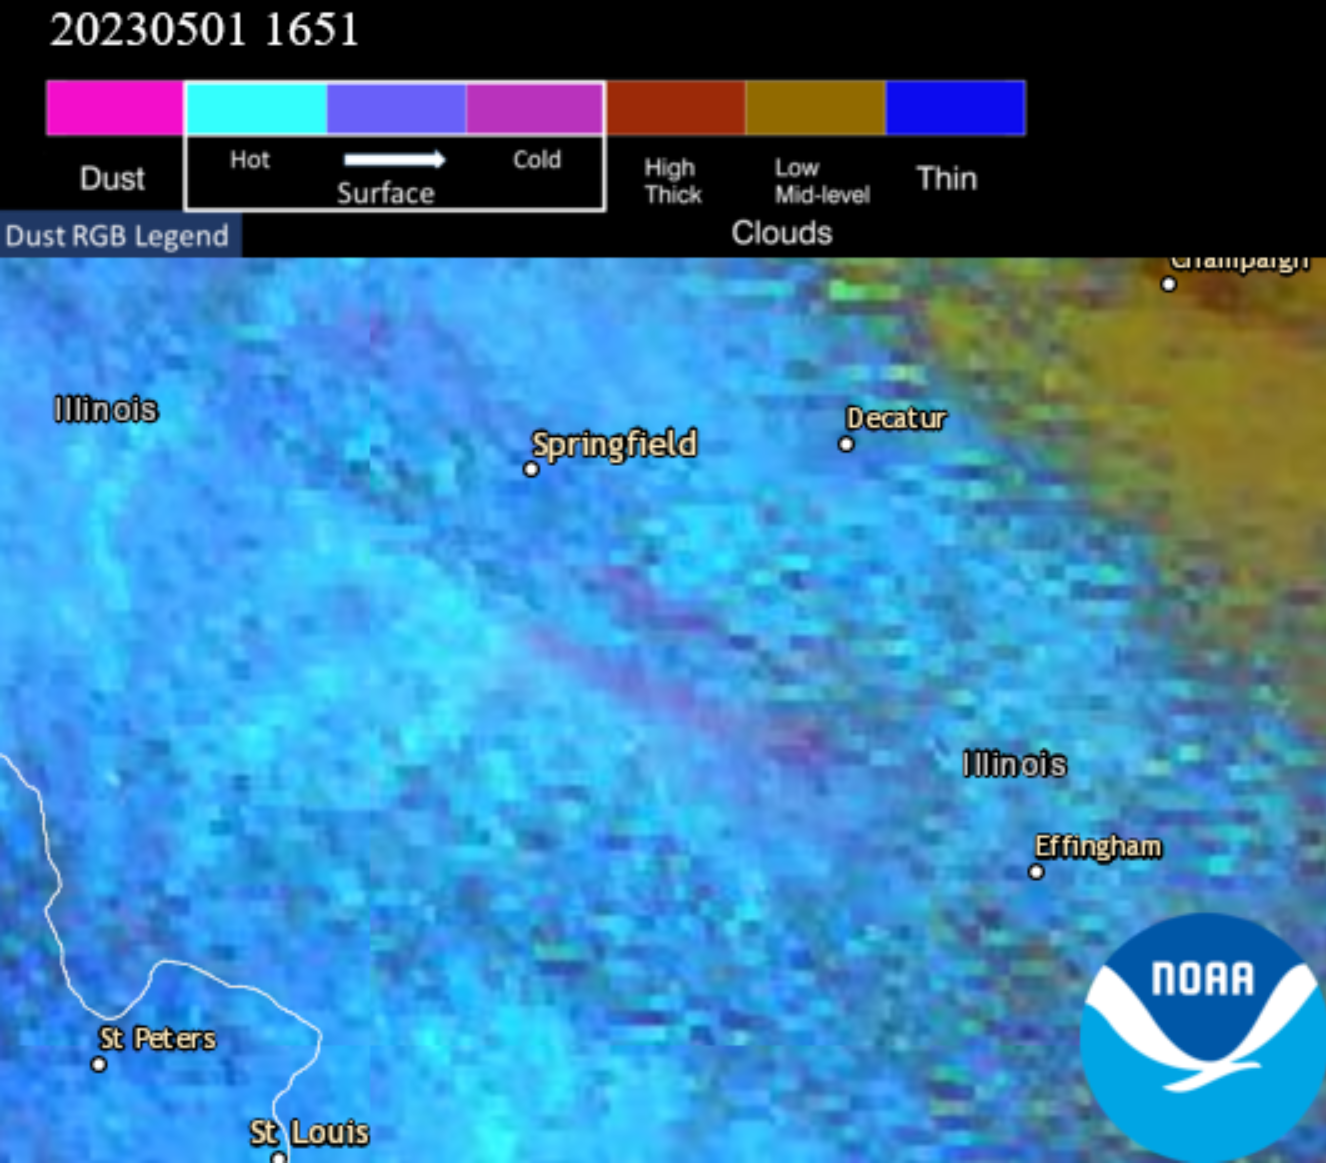 20230501 1651
Hot Cold
Dust Surface High Thick Low Mid-level Thin
Dust RGB Legend Clouds
Champaign
Illinois
Decatur
Springfield
Illinois
Effingham
NOAA
St Peters
St Louis